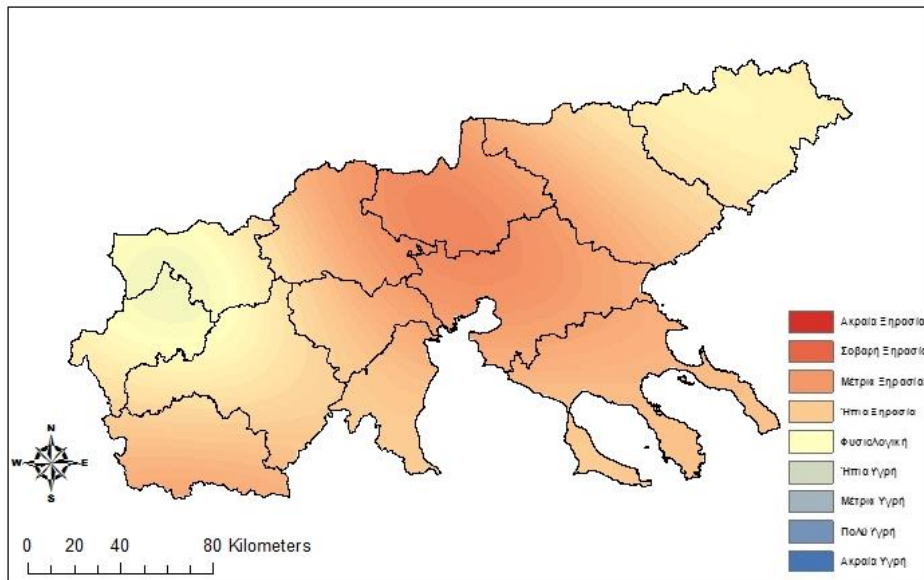 Ακραία Ξηρασία
Σοβαρή Ξηρασία
Μέτρια Ξηρασία
Ήπια Ξηρασία
Φυσιολογική
Ήπια Υγρή
Μέτρια Υγρή
Πολύ Υγρή
Ακραία Υγρή
N
W E
S
0 20 40 80 Kilometers